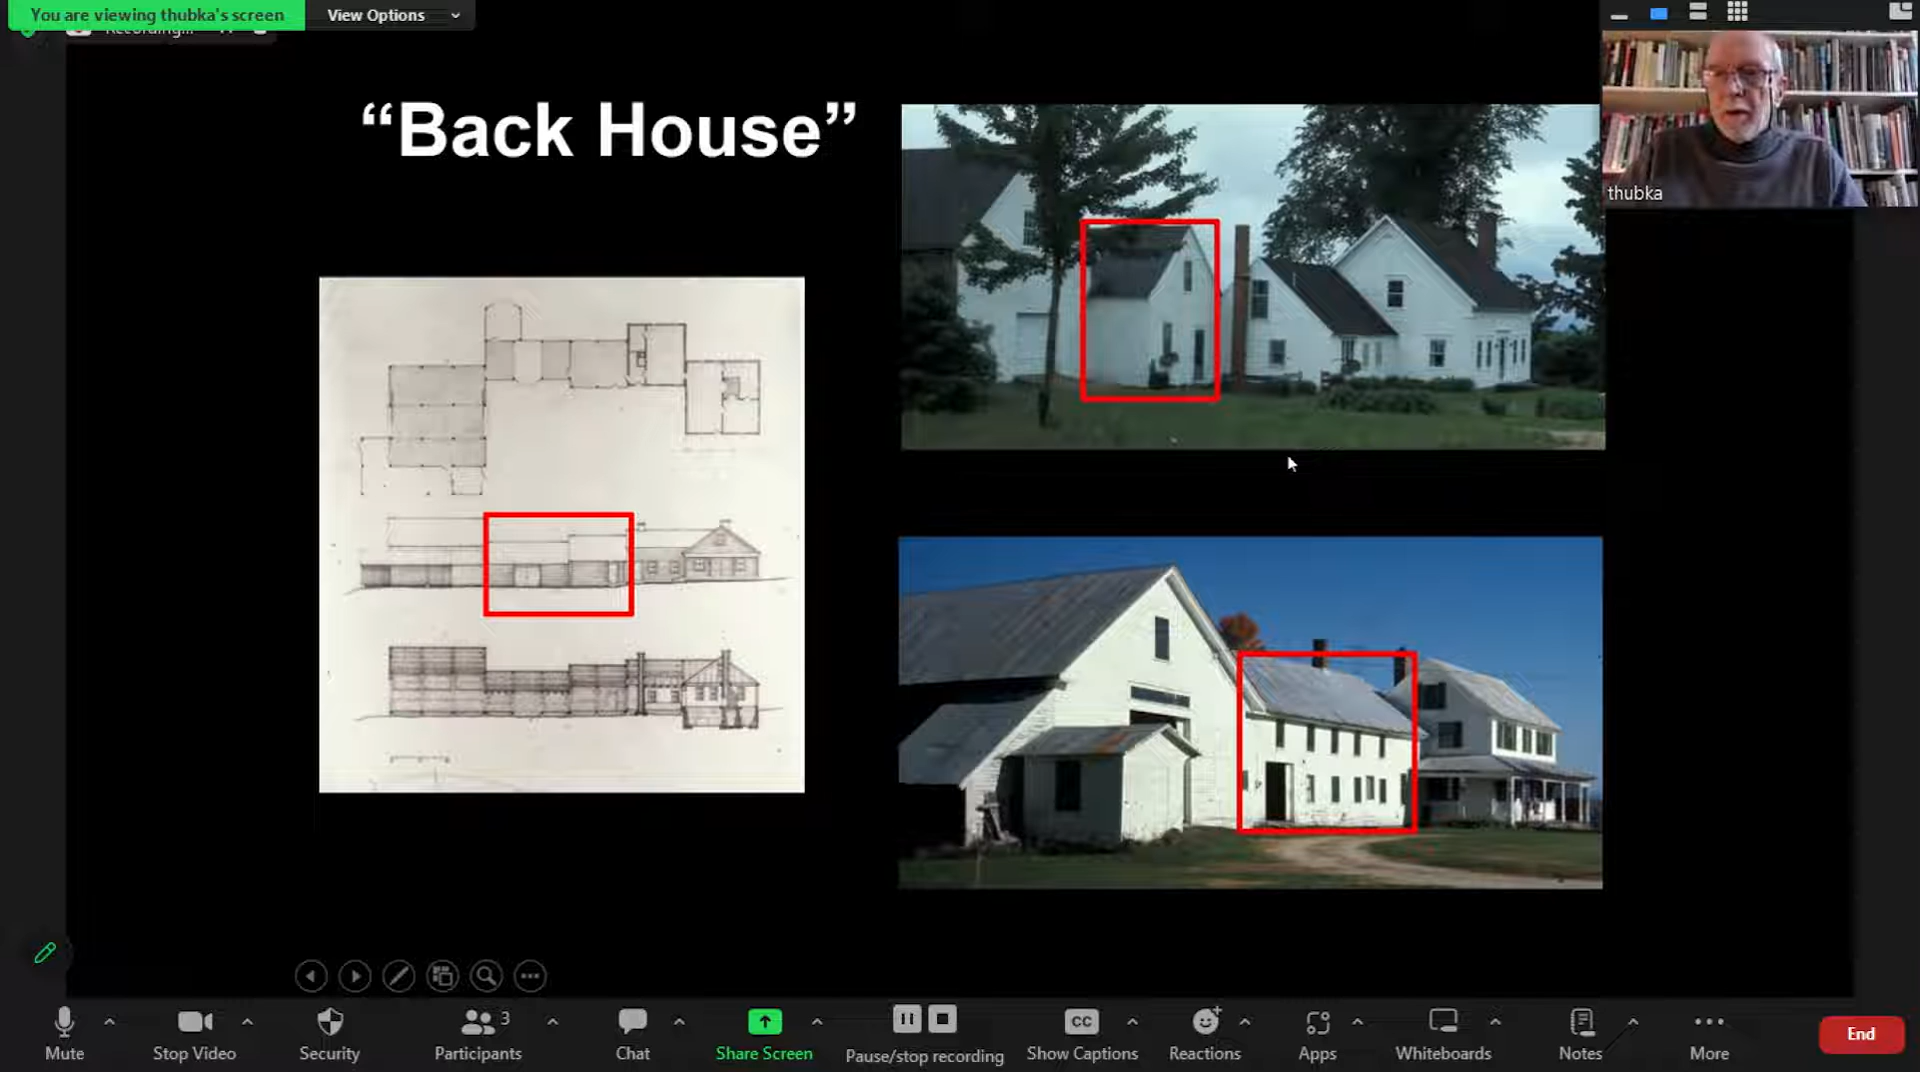 You are viewing thubka's screen
View Options
Recording...
“Back House”
thubka
Mute
Stop Video
Security
3
Participants
Chat
Share Screen
Pause/stop recording
CC
Show Captions
Reactions
Apps
Whiteboards
Notes
More
End